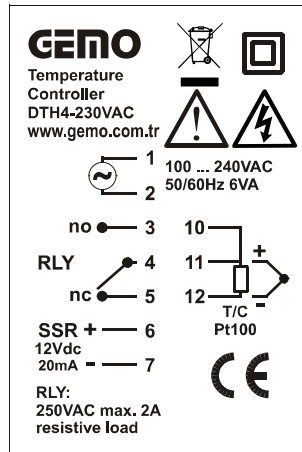 GEMO
Temperature
Controller
DTH4-230VAC
www.gemo.com.tr
1
2
100 ... 240VAC
50/60Hz 6VA
no 3
RLY 4
nc 5
10
11 +
12 -
T/C
Pt100
SSR + 6
12Vdc
20mA - 7
CE
RLY:
250VAC max. 2A
resistive load